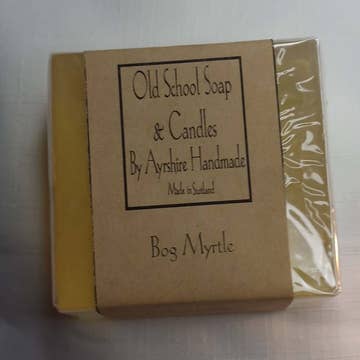 Old School Soap
& Candles
By Ayrshire Handmade
Made in Scotland
Bog Myrtle